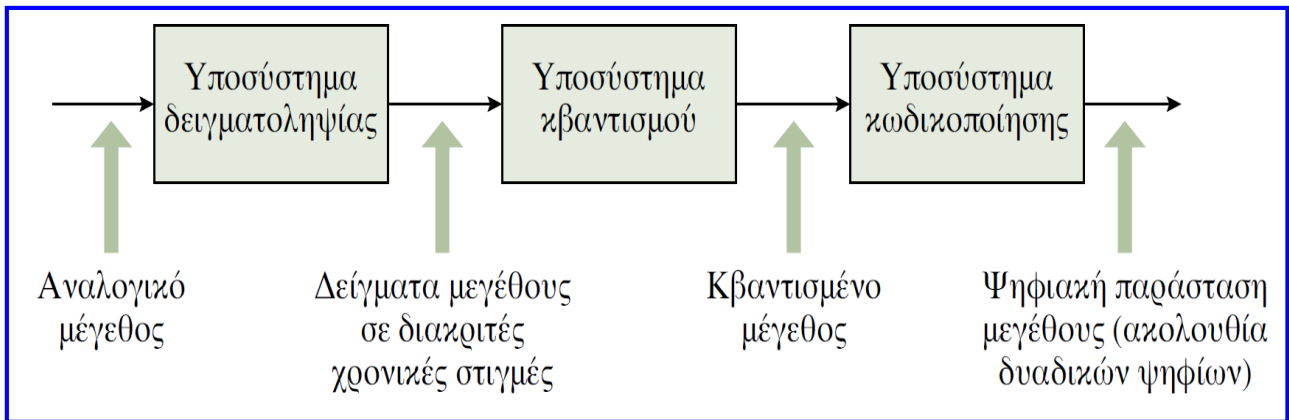 Υποσύστημα
δειγματοληψίας
Υποσύστημα
κβαντισμού
Υποσύστημα
κωδικοποίησης
Αναλογικό
μέγεθος
Δείγματα μεγέθους
σε διακριτές
χρονικές στιγμές
Κβαντισμένο
μέγεθος
Ψηφιακή παράσταση
μεγέθους (ακολουθία
δυαδικών ψηφίων)